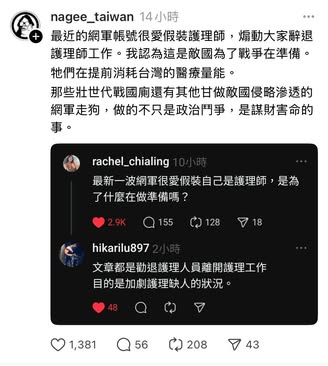 nagee_taiwan 14小時
最近的網軍帳號很愛假裝護理師，煽動大家辭退
護理師工作。我認為這是敵國為了戰爭在準備。
牠們在提前消耗台灣的醫療量能。
那些壯世代戰國廁還有其他甘做敵國侵略滲透的
網軍走狗，做的不只是政治鬥爭，是謀財害命的
事。
rachel_chialing 10小時
最新一波網軍很愛假裝自己是護理師，是為
了什麼在做準備嗎？
2.9K 155 128 18
hikarilu897 2小時
文章都是勸退護理人員離開護理工作
目的是加劇護理缺人的狀況。
48
1,381 56 208 43